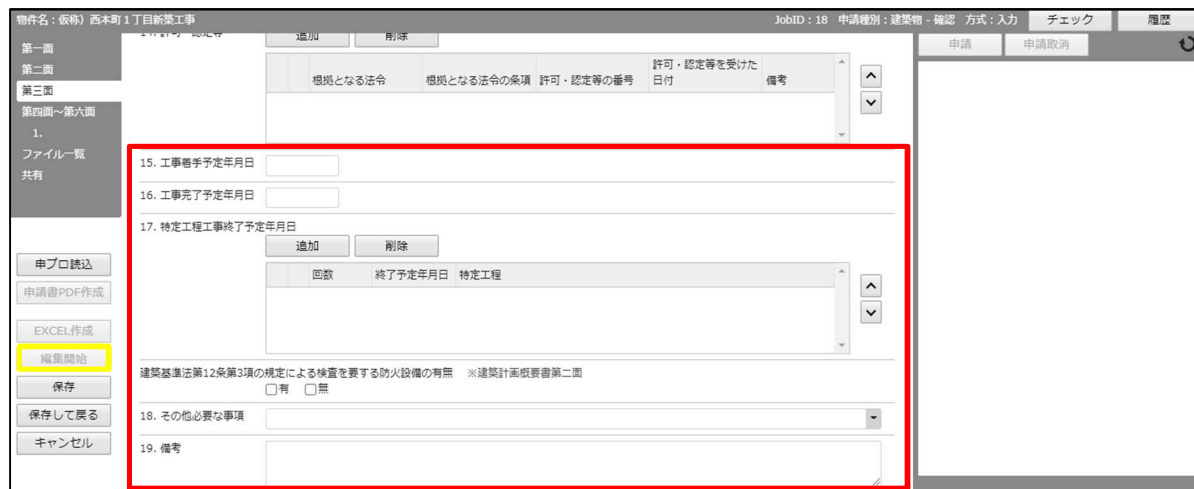 物件名：仮称）西本町１丁目新築工事
JobID：18　申請種別：建築物 - 確認　方式：入力
チェック
履歴
申請
申請取消
第一面
第二面
第三面
第四面～第六面
1.
ファイル一覧
共有
申プロ読込
申請書PDF作成
EXCEL作成
編集開始
保存
保存して戻る
キャンセル
追加　削除
根拠となる法令　根拠となる法令の条項　許可・認定等の番号　許可・認定等を受けた日付　備考
15. 工事着手予定年月日
16. 工事完了予定年月日
17. 特定工程工事終了予定年月日
追加　削除
回数　終了予定年月日　特定工程
建築基準法第12条第3項の規定による検査を要する防火設備の有無　※建築計画概要書第二面
有　無
18. その他必要な事項
19. 備考